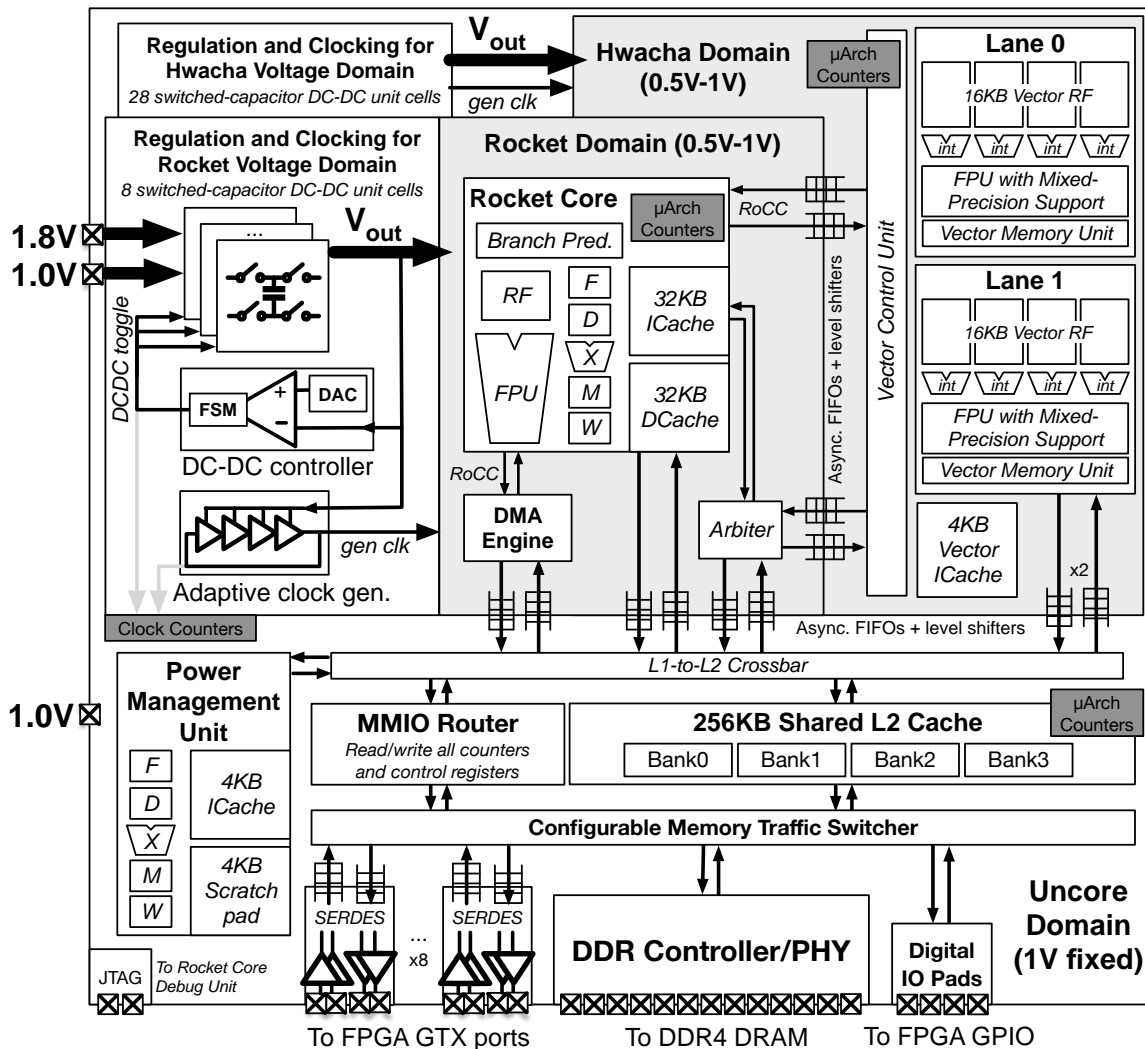 Regulation and Clocking for
Hwacha Voltage Domain
28 switched-capacitor DC-DC unit cells
Vout
gen clk
Hwacha Domain
(0.5V-1V)
µArch
Counters
Lane 0
16KB Vector RF
int
int
int
int
FPU with Mixed-
Precision Support
Vector Memory Unit
Lane 1
16KB Vector RF
int
int
int
int
FPU with Mixed-
Precision Support
Vector Memory Unit
4KB
Vector
ICache
x2
Vector Control Unit
Regulation and Clocking for
Rocket Voltage Domain
8 switched-capacitor DC-DC unit cells
1.8V
1.0V
...
Vout
DCDC toggle
FSM
+
−
DAC
DC-DC controller
gen clk
Adaptive clock gen.
Clock Counters
Rocket Domain (0.5V-1V)
Rocket Core
µArch
Counters
Branch Pred.
RF
FPU
F
D
X
M
W
32KB
ICache
32KB
DCache
RoCC
RoCC
DMA
Engine
Arbiter
Async. FIFOs + level shifters
Async. FIFOs + level shifters
L1-to-L2 Crossbar
1.0V
Power
Management
Unit
F
D
X
M
W
4KB
ICache
4KB
Scratch
pad
MMIO Router
Read/write all counters
and control registers
256KB Shared L2 Cache
µArch
Counters
Bank0
Bank1
Bank2
Bank3
Configurable Memory Traffic Switcher
SERDES
...
x8
SERDES
DDR Controller/PHY
Digital
IO Pads
Uncore
Domain
(1V fixed)
JTAG
To Rocket Core
Debug Unit
To FPGA GTX ports
To DDR4 DRAM
To FPGA GPIO